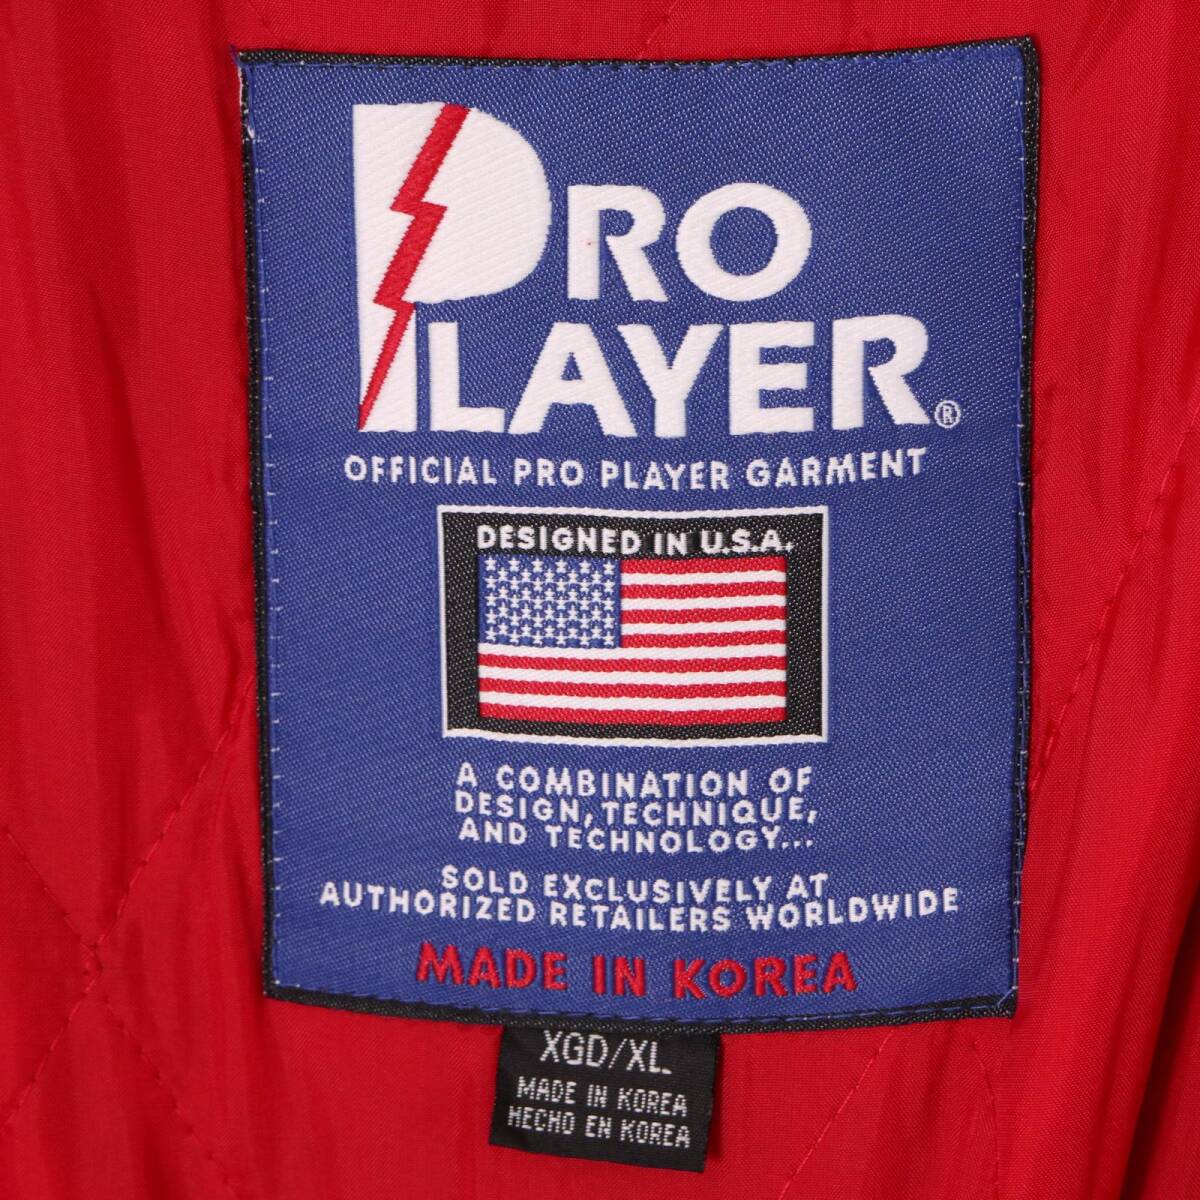 PRO
PLAYER®
OFFICIAL PRO PLAYER GARMENT
DESIGNED IN U.S.A.
A COMBINATION OF
DESIGN, TECHNIQUE,
AND TECHNOLOGY...
SOLD EXCLUSIVELY AT
AUTHORIZED RETAILERS WORLDWIDE
MADE IN KOREA
XGD/XL
MADE IN KOREA
HECHO EN KOREA